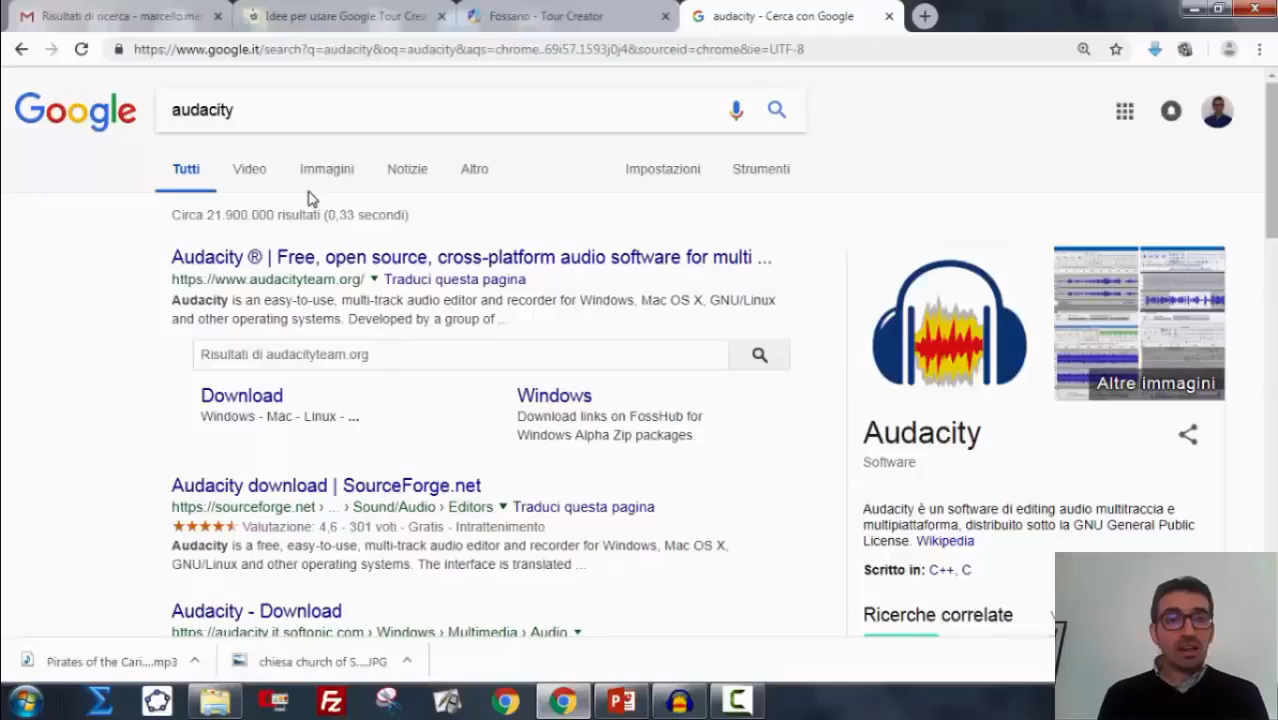 Risultati di ricerca - marcello.me
Idee per usare Google Tour Crea
Fossano - Tour Creator
audacity - Cerca con Google
https://www.google.it/search?q=audacity&oq=audacity&aqs=chrome..69i57.1593j0j4&sourceid=chrome&ie=UTF-8
Google
audacity
Tutti Video Immagini Notizie Altro Impostazioni Strumenti
Circa 21.900.000 risultati (0,33 secondi)
Audacity ® | Free, open source, cross-platform audio software for multi ...
https://www.audacityteam.org/ ▼ Traduci questa pagina
Audacity is an easy-to-use, multi-track audio editor and recorder for Windows, Mac OS X, GNU/Linux
and other operating systems. Developed by a group of ...
Risultati di audacityteam.org
Download
Windows - Mac - Linux - ...
Windows
Download links on FossHub for
Windows Alpha Zip packages.
Audacity download | SourceForge.net
https://sourceforge.net › ... › Sound/Audio › Editors ▼ Traduci questa pagina
Valutazione: 4,6 - 301 voti - Gratis - Intrattenimento
Audacity is a free, easy-to-use, multi-track audio editor and recorder for Windows, Mac OS X,
GNU/Linux and other operating systems. The interface is translated ...
Audacity - Download
https://audacity.it.softonic.com › Windows › Multimedia › Audio ▼
Altre immagini
Audacity
Software
Audacity è un software di editing audio multitraccia e
multipiattaforma, distribuito sotto la GNU General Public
License. Wikipedia
Scritto in: C++, C
Ricerche correlate
Pirates of the Cari....mp3
chiesa church of S....JPG